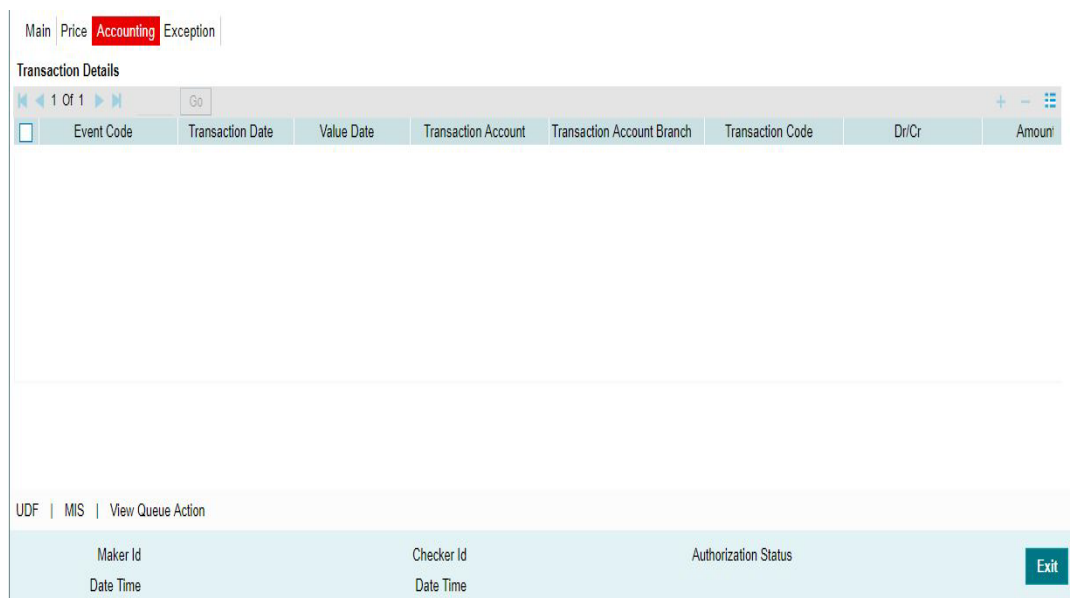 Main Price Accounting Exception
Transaction Details
1 Of 1 Go
Event Code Transaction Date Value Date Transaction Account Transaction Account Branch Transaction Code Dr/Cr Amount
UDF | MIS | View Queue Action
Maker Id Checker Id Authorization Status Exit
Date Time Date Time